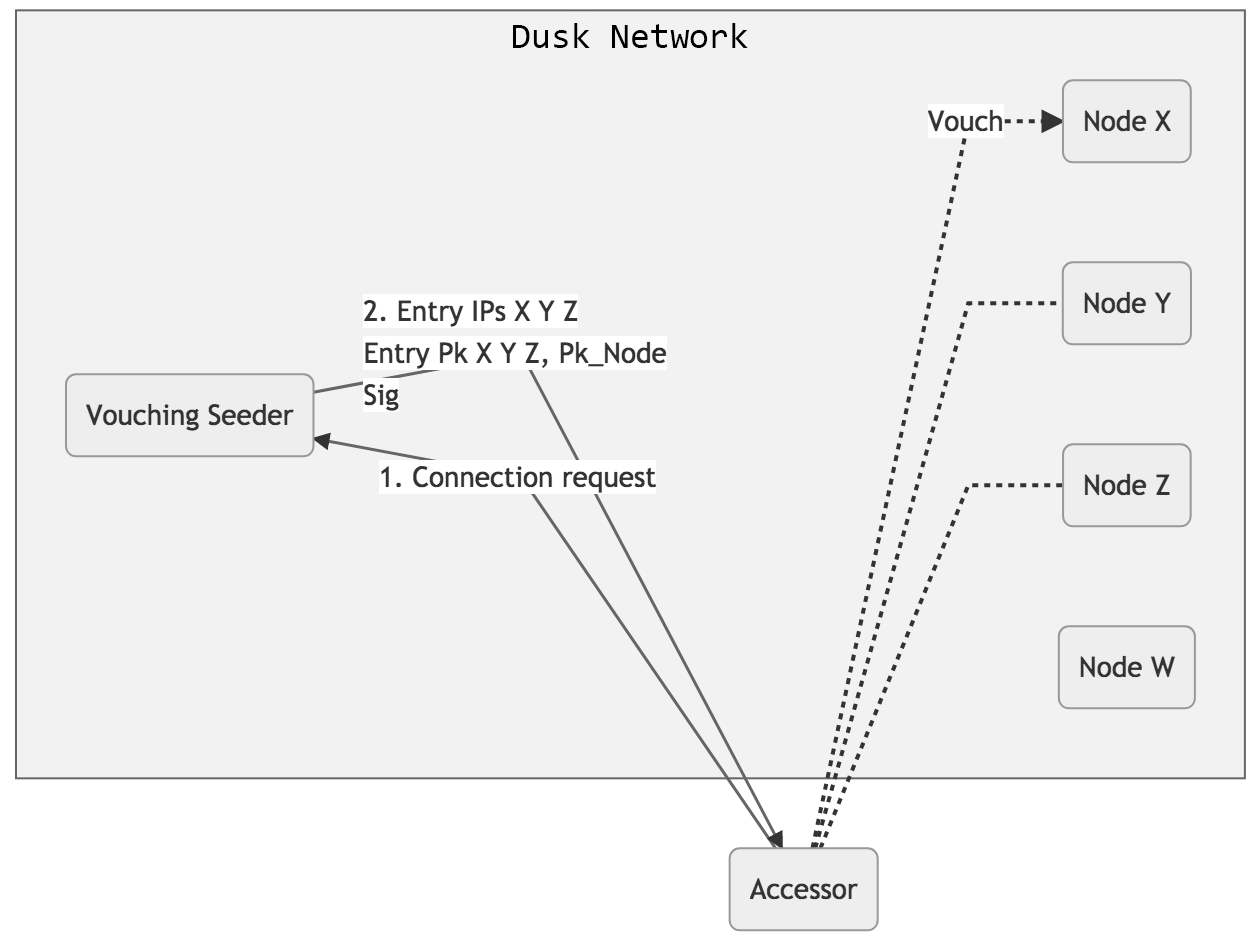 Dusk Network
Vouch
Node X
Node Y
2. Entry IPs X Y Z
Entry Pk X Y Z, Pk_Node
Sig
Vouching Seeder
1. Connection request
Node Z
Node W
Accessor